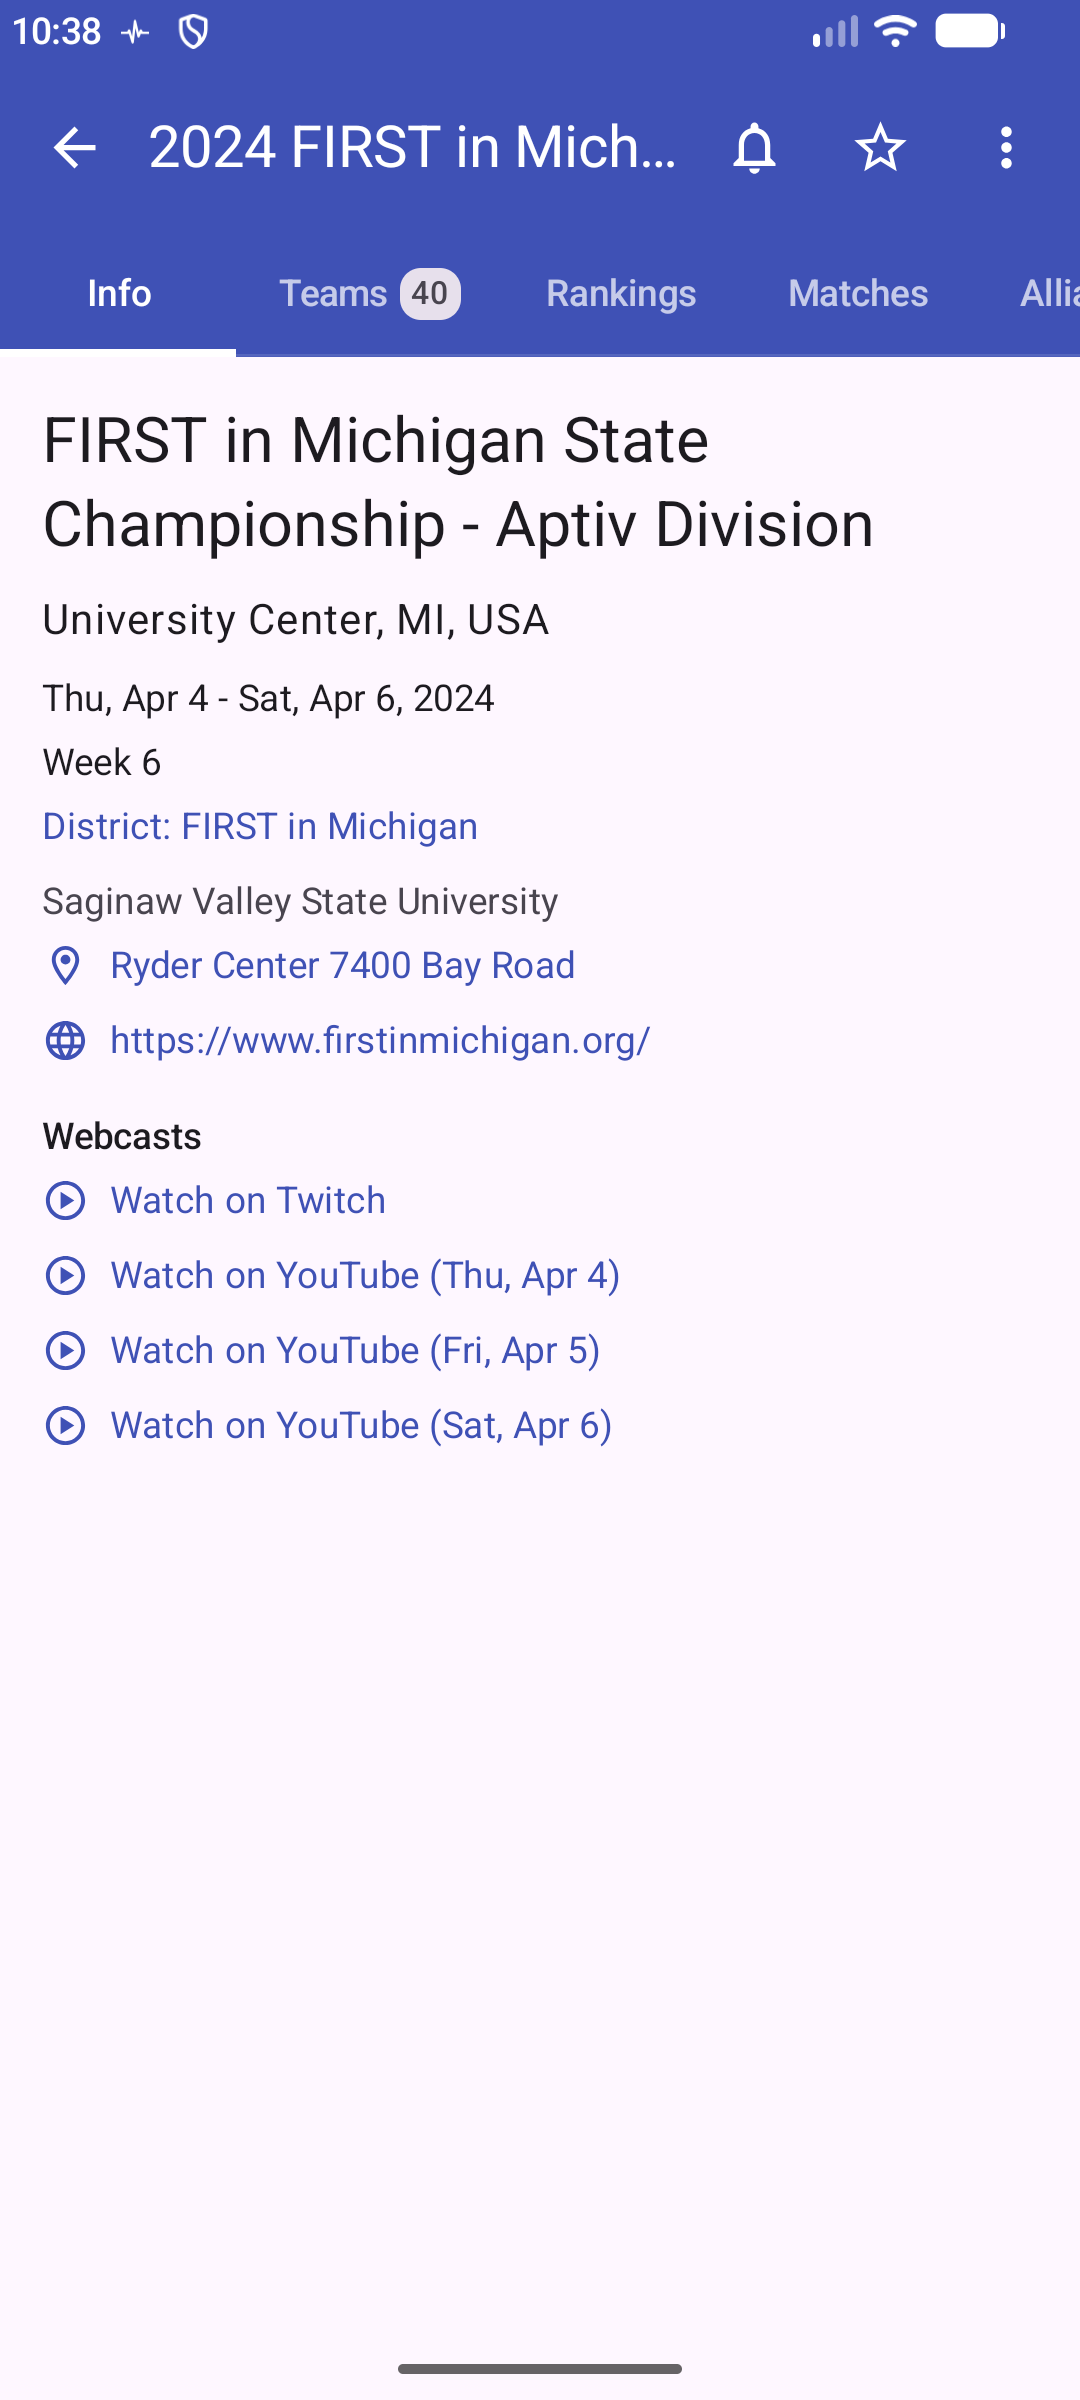 10:38
2024 FIRST in Mich...
Info
Teams 40
Rankings
Matches
Allia
FIRST in Michigan State
Championship - Aptiv Division
University Center, MI, USA
Thu, Apr 4 - Sat, Apr 6, 2024
Week 6
District: FIRST in Michigan
Saginaw Valley State University
Ryder Center 7400 Bay Road
https://www.firstinmichigan.org/
Webcasts
Watch on Twitch
Watch on YouTube (Thu, Apr 4)
Watch on YouTube (Fri, Apr 5)
Watch on YouTube (Sat, Apr 6)